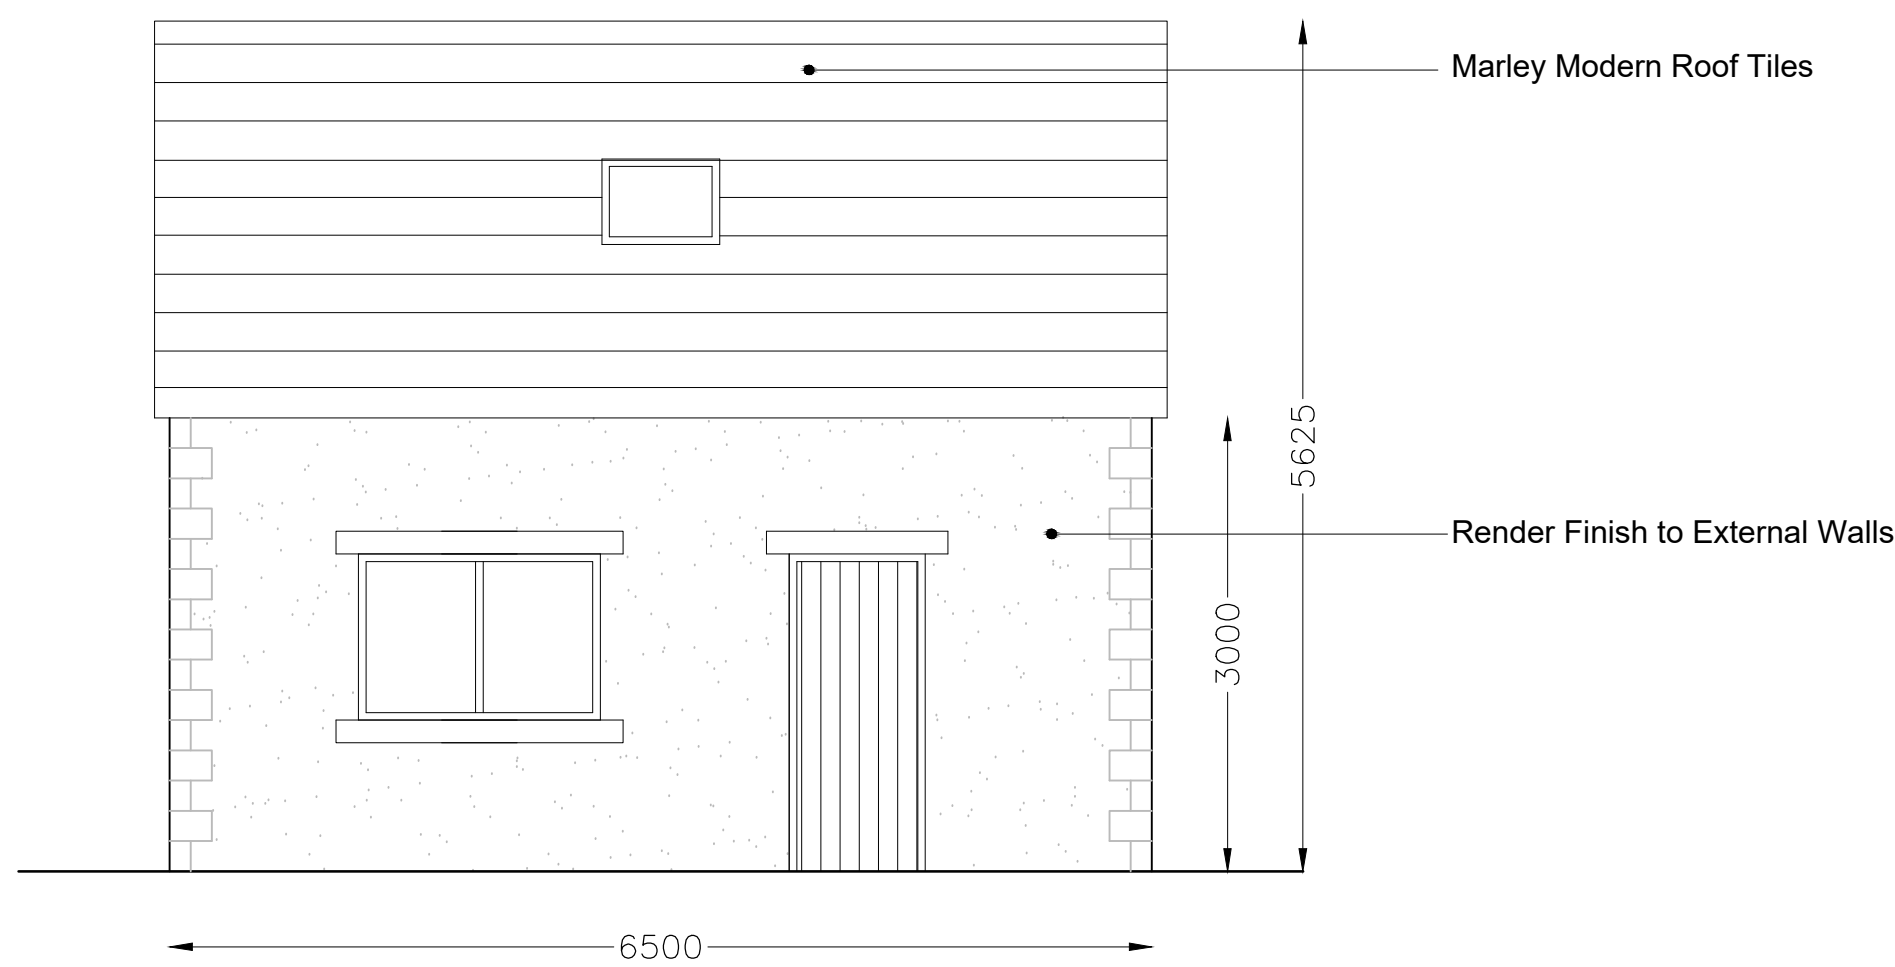 Marley Modern Roof Tiles
5625
Render Finish to External Walls
3000
6500